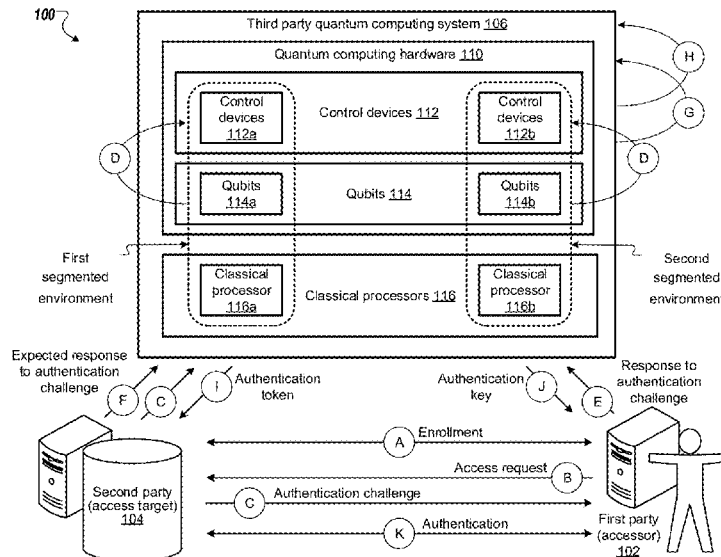 100
Third party quantum computing system 106
Quantum computing hardware 110
H
Control devices 112a
Control devices 112
Control devices 112b
G
D
D
Qubits 114a
Qubits 114
Qubits 114b
First segmented environment
Second segmented environment
Classical processor 116a
Classical processors 116
Classical processor 116b
Expected response to authentication challenge
F
C
I
Authentication token
Authentication key
J
E
Response to authentication challenge
A
Enrollment
Access request
B
C
Authentication challenge
K
Authentication
Second party (access target) 104
First party (accessor) 102